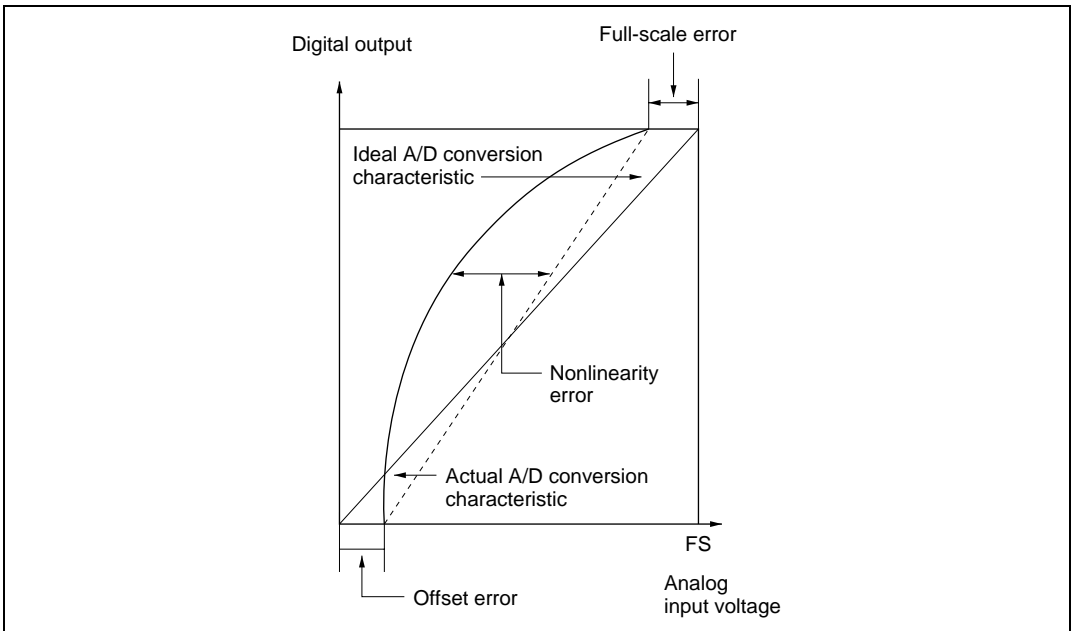 Digital output
Full-scale error
Ideal A/D conversion
characteristic
Nonlinearity
error
Actual A/D conversion
characteristic
FS
Offset error
Analog
input voltage